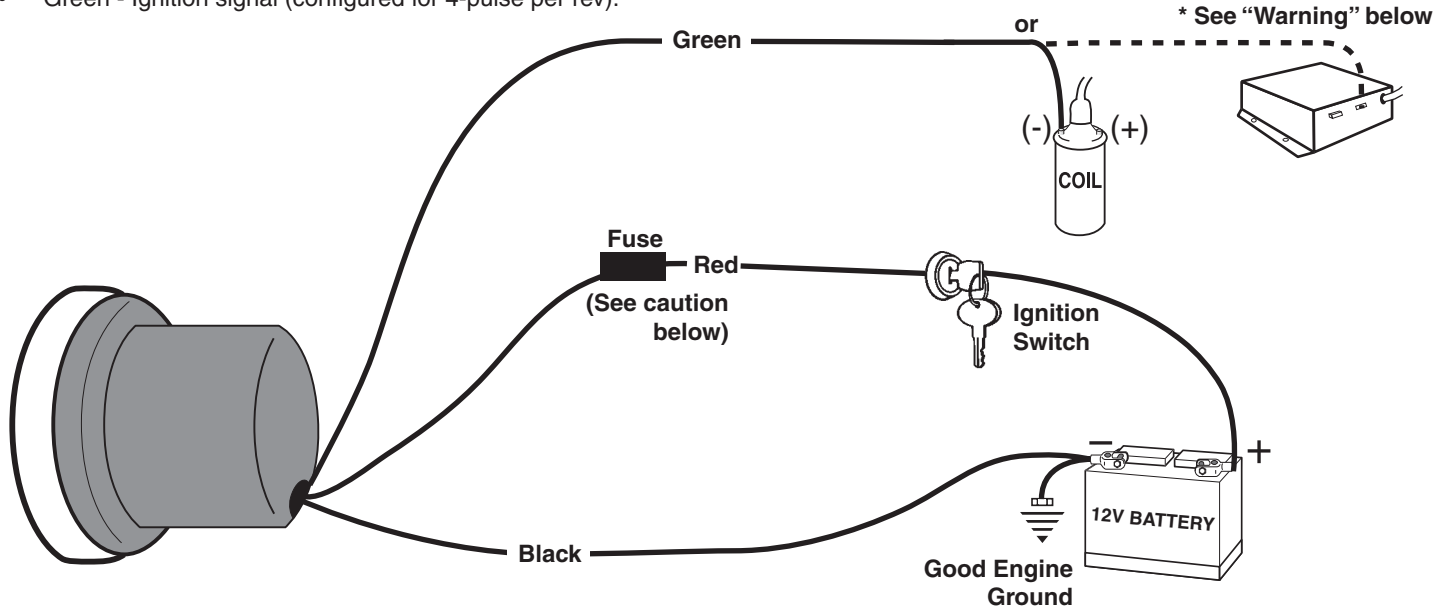 Green - Ignition signal (configured for 4-pulse per rev).
* See “Warning” below
or
Green
(-)
(+)
COIL
Fuse
Red
(See caution
below)
Ignition
Switch
–
+
12V BATTERY
Black
Good Engine
Ground